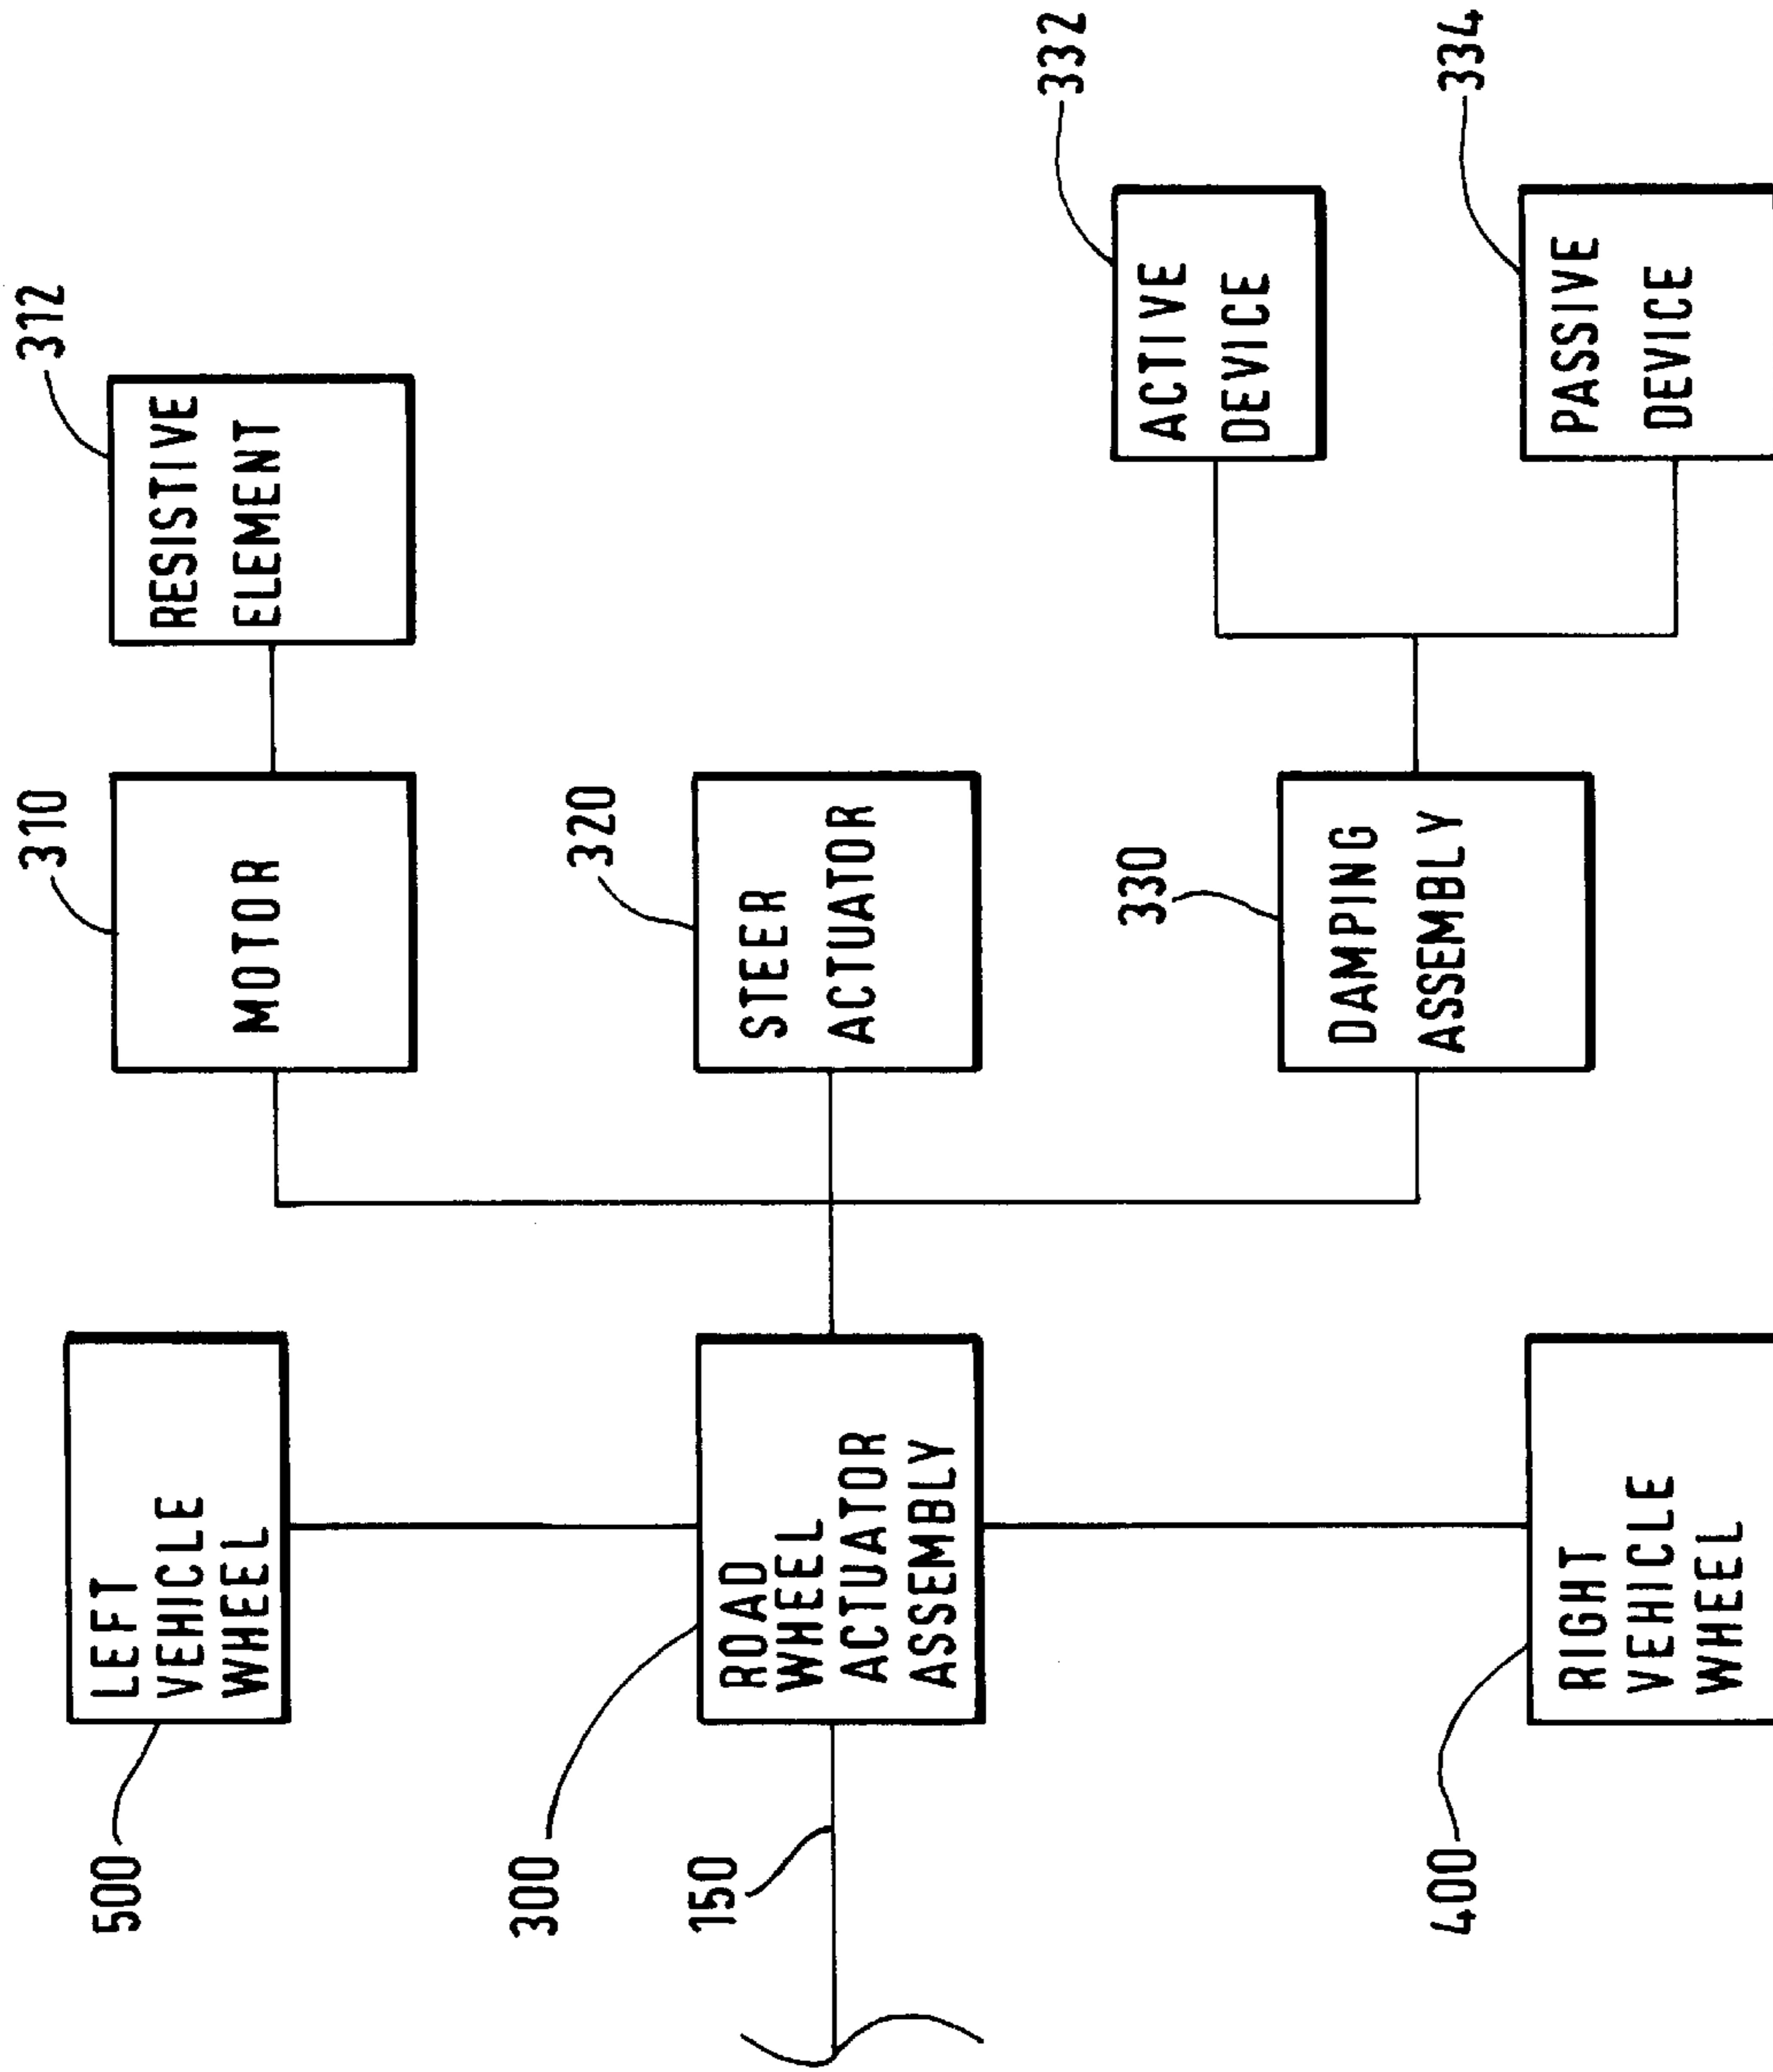 500
LEFT
VEHICLE
WHEEL
310
MOTOR
312
RESISTIVE
ELEMENT
300
ROAD
WHEEL
ACTUATOR
ASSEMBLY
150
320
STEER
ACTUATOR
330
DAMPING
ASSEMBLY
332
ACTIVE
DEVICE
334
PASSIVE
DEVICE
400
RIGHT
VEHICLE
WHEEL